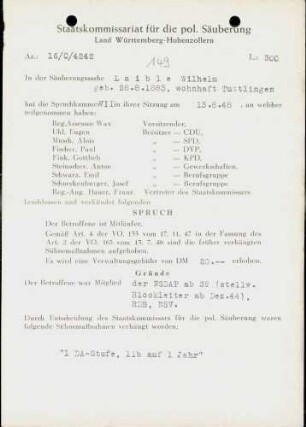 Staatskommissariat für die pol. Säuberung
Land Württemberg-Hohenzollern
Az.: 16/C/4242 L: 300
149
In der Säuberungssache Laible Wilhelm
geb. 28.8.1883, wohnhaft Tuttlingen
hat die Spruchkammer VII in ihrer Sitzung am 13.8.48 , an welcher
teilgenommen haben:
Reg.Assessor Wax Vorsitzender,
Uhl, Eugen Beisitzer – CDU,
Munch, Alois „ – SPD,
Fischer, Paul „ – DVP,
Fink, Gottlieb „ – KPD,
Steinacher, Anton „ – Gewerkschaften,
Schwarz, Emil „ – Berufsgruppe
Schnekenburger, Josef „ – Berufsgruppe
Reg.-Aug. Bauer, Franz, Vertreter des Staatskommissars
beschlossen und verkündet folgenden
SPRUCH
Der Betroffene ist Mitläufer.
Gemäß Art. 4 der VO. 133 vom 17. 11. 47 in der Fassung des
Art. 2 der VO. 165 vom 17. 7. 48 sind die früher verhängten
Sühnemaßnahmen aufgehoben.
Es wird eine Verwaltungsgebühr von DM 20.-- erhoben.
Gründe
Der Betroffene war Mitglied der NSDAP ab 39 (stellv.
Blockleiter ab Dez.44),
RDB, NSV.
Durch Entscheidung des Staatskommissars für die pol. Säuberung waren
folgende Sühnemaßnahmen verhängt worden:
"1 DA-Stufe, 11b auf 1 Jahr"